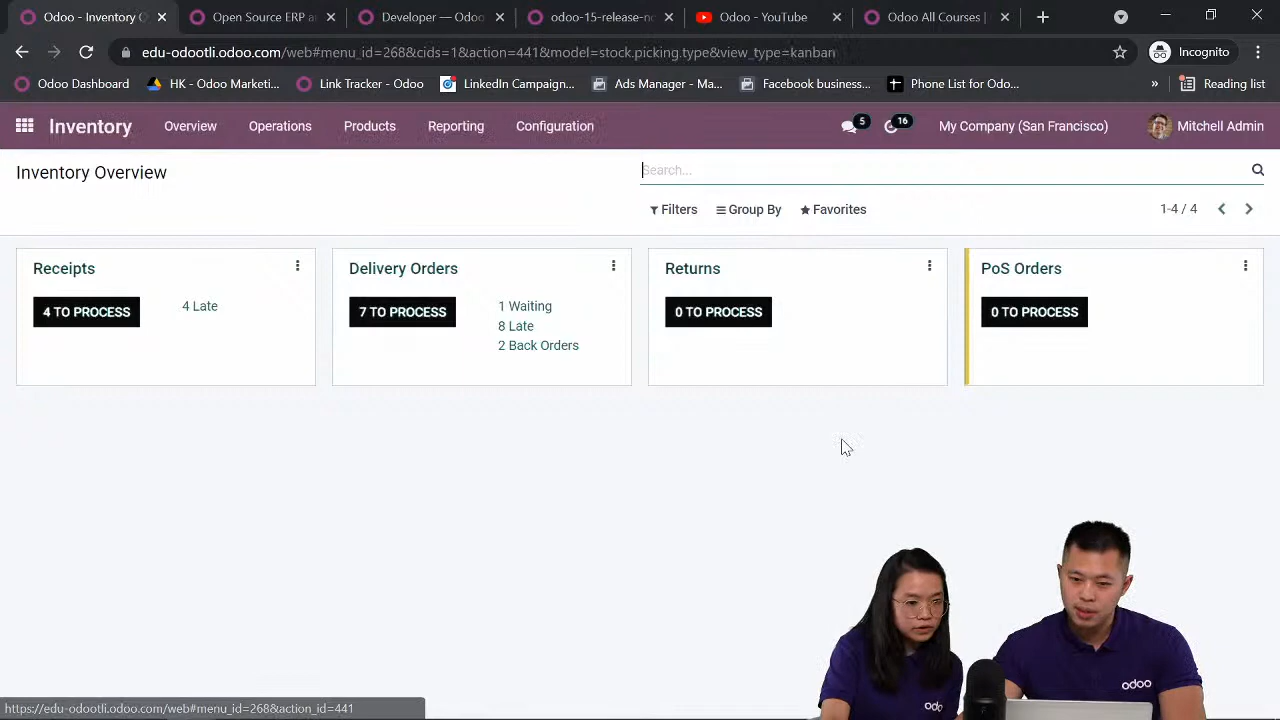 Odoo - Inventory O
Open Source ERP a
Developer — Odoo
odoo-15-release-no
Odoo - YouTube
Odoo All Courses |
edu-odootli.odoo.com/web#menu_id=268&cids=1&action=441&model=stock.picking.type&view_type=kanban
Incognito
Odoo Dashboard
HK - Odoo Marketi...
Link Tracker - Odoo
LinkedIn Campaign...
Ads Manager - Ma...
Facebook business...
Phone List for Odo...
»
Reading list
Inventory
Overview
Operations
Products
Reporting
Configuration
5
16
My Company (San Francisco)
Mitchell Admin
Inventory Overview
Search...
Filters
Group By
Favorites
1-4 / 4
Receipts
4 TO PROCESS
4 Late
Delivery Orders
7 TO PROCESS
1 Waiting
8 Late
2 Back Orders
Returns
0 TO PROCESS
PoS Orders
0 TO PROCESS
odoo
odoo
https://edu-odootli.odoo.com/web#menu_id=268&action_id=441